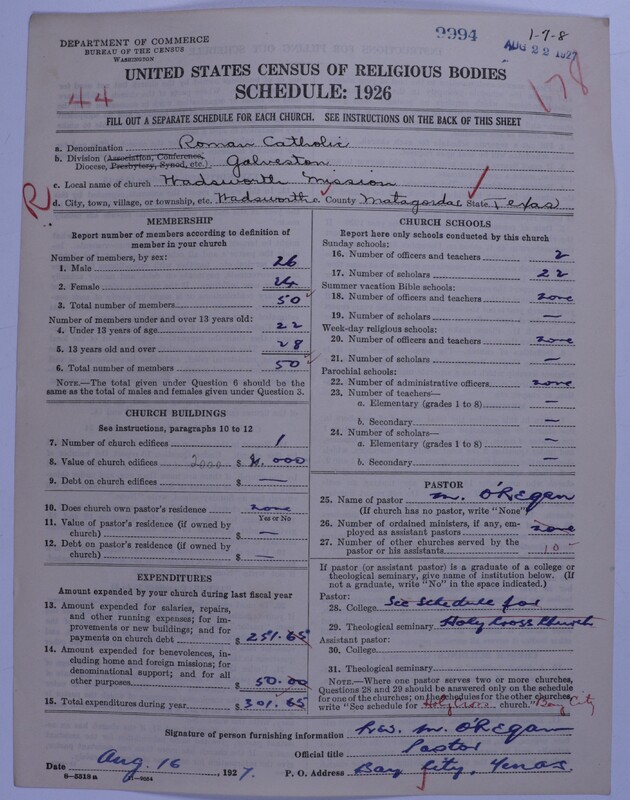 DEPARTMENT OF COMMERCE
BUREAU OF THE CENSUS
WASHINGTON
9994
1-7-8
AUG 22 1927
UNITED STATES CENSUS OF RELIGIOUS BODIES
44
SCHEDULE: 1926
178
FILL OUT A SEPARATE SCHEDULE FOR EACH CHURCH. SEE INSTRUCTIONS ON THE BACK OF THIS SHEET
a. Denomination Roman Catholic
b. Division (Association, Conference, Diocese, Presbytery, Synod, etc.) Galveston
c. Local name of church Wadsworth Mission
R d. City, town, village, or township, etc. Wadsworth e. County Matagorda State Texas
MEMBERSHIP
Report number of members according to definition of
member in your church
Number of members, by sex:
1. Male 26
2. Female 24
3. Total number of members 50
Number of members under and over 13 years old:
4. Under 13 years of age 22
5. 13 years old and over 28
6. Total number of members 50
NOTE.—The total given under Question 6 should be the
same as the total of males and females given under Question 3.
CHURCH BUILDINGS
See instructions, paragraphs 10 to 12
7. Number of church edifices 1
8. Value of church edifices 2000 $ 2.000
9. Debt on church edifices $ —
10. Does church own pastor's residence none
Yes or No
11. Value of pastor's residence (if owned by
church) $ —
12. Debt on pastor's residence (if owned by
church) $ —
EXPENDITURES
Amount expended by your church during last fiscal year
13. Amount expended for salaries, repairs,
and other running expenses; for im-
provements or new buildings; and for
payments on church debt $ 251.65
14. Amount expended for benevolences, in-
cluding home and foreign missions; for
denominational support; and for all
other purposes $ 50.00
15. Total expenditures during year $ 301.65
CHURCH SCHOOLS
Report here only schools conducted by this church
Sunday schools:
16. Number of officers and teachers 2
17. Number of scholars 22
Summer vacation Bible schools:
18. Number of officers and teachers none
19. Number of scholars —
Week-day religious schools:
20. Number of officers and teachers none
21. Number of scholars —
Parochial schools:
22. Number of administrative officers none
23. Number of teachers—
a. Elementary (grades 1 to 8) —
b. Secondary —
24. Number of scholars—
a. Elementary (grades 1 to 8) —
b. Secondary —
PASTOR
25. Name of pastor M. O'Regan
(If church has no pastor, write "None")
26. Number of ordained ministers, if any, em-
ployed as assistant pastors none
27. Number of other churches served by the
pastor or his assistants 10
If pastor (or assistant pastor) is a graduate of a college or
theological seminary, give name of institution below. (If
not a graduate, write "No" in the space indicated.)
Pastor:
28. College See Schedule for
29. Theological seminary Holy Cross Church
Assistant pastor:
30. College
31. Theological seminary
NOTE.—Where one pastor serves two or more churches,
Questions 28 and 29 should be answered only on the schedule
for one of the churches; on the schedules for the other churches,
write "See schedule for Holy Cross church." Bay City
Signature of person furnishing information Rev. M. O'Regan
Official title Pastor
Date Aug. 16, 1927. P. O. Address Bay City, Texas.